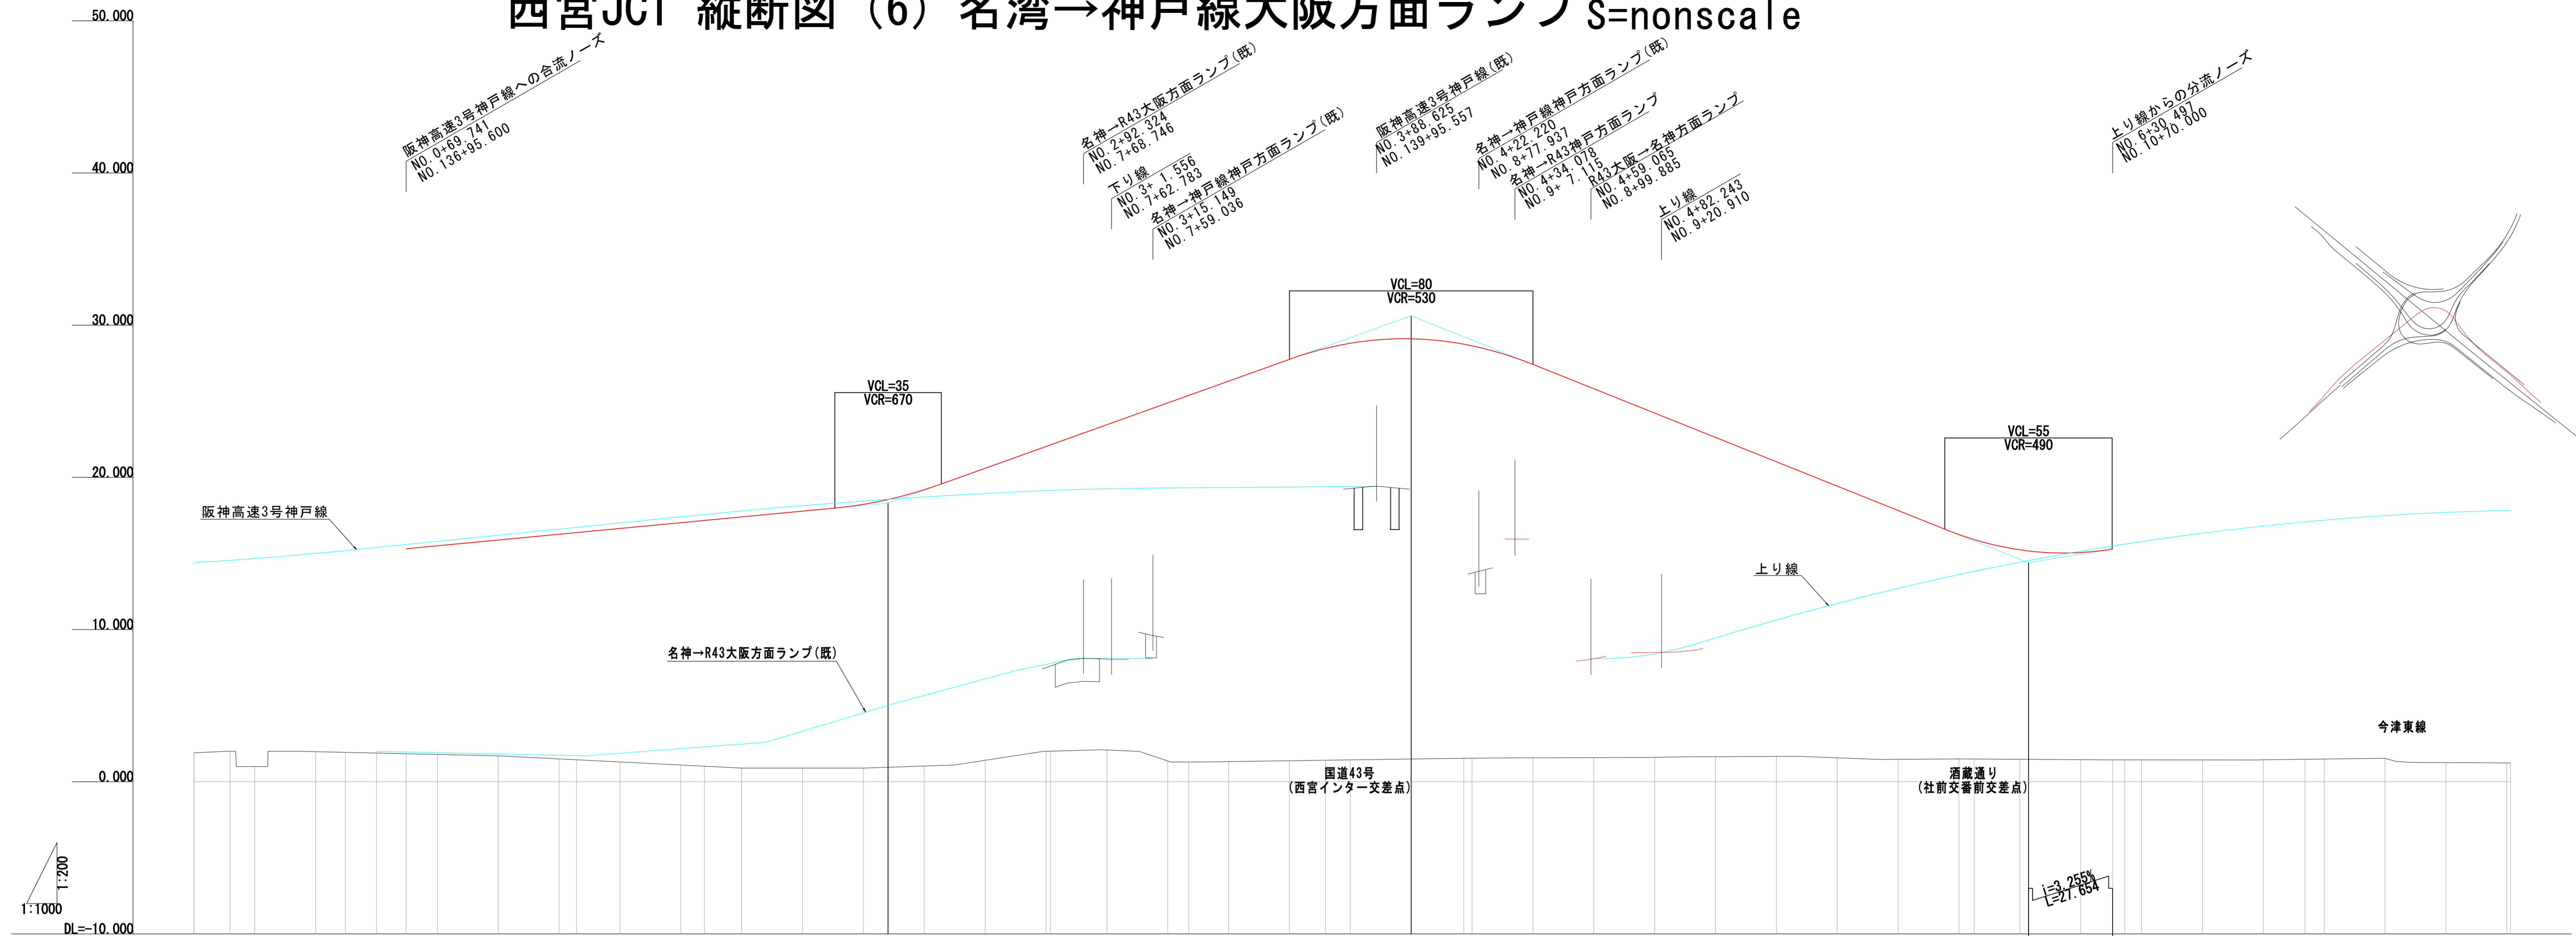 西宮JCT 縦断図（6）名湾→神戸線大阪方面ランプ S=nonscale
50.000
40.000
30.000
20.000
10.000
0.000
DL=-10.000
阪神高速3号神戸線への合流ノーズ
NO.0+69.741
NO.136+95.600
名神→R43大阪方面ランプ(既)
NO.2+92.324
NO.7+68.746
下り線
NO.3+ 1.556
NO.7+62.783
名神→神戸線神戸方面ランプ(既)
NO.3+15.149
NO.7+59.036
阪神高速3号神戸線(既)
NO.3+88.625
NO.139+95.557
名神→神戸線神戸方面ランプ(既)
NO.4+22.220
NO.8+77.937
名神→R43神戸方面ランプ
NO.4+34.078
NO.9+ 7.115
R43大阪→名神方面ランプ
NO.4+59.065
NO.8+99.885
上り線
NO.4+82.243
NO.9+20.910
上り線からの分流ノーズ
NO.6+30.497
NO.10+70.000
VCL=35
VCR=670
VCL=80
VCR=530
VCL=55
VCR=490
阪神高速3号神戸線
名神→R43大阪方面ランプ(既)
上り線
今津東線
国道43号
(西宮インター交差点)
酒蔵通り
(社前交番前交差点)
i=3.255%
L=27.654
1:200
1:1000